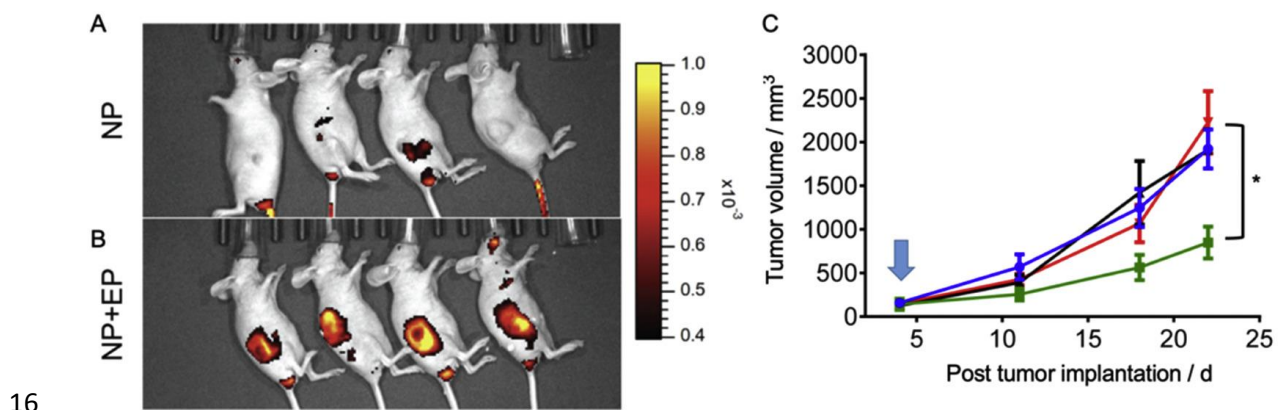 A
NP
B
NP+EP
1.0
0.9
0.8
0.7
0.6
0.5
0.4
x10⁻³
C
Tumor volume / mm³
3000
2500
2000
1500
1000
500
0
*
5
10
15
20
25
Post tumor implantation / d
16